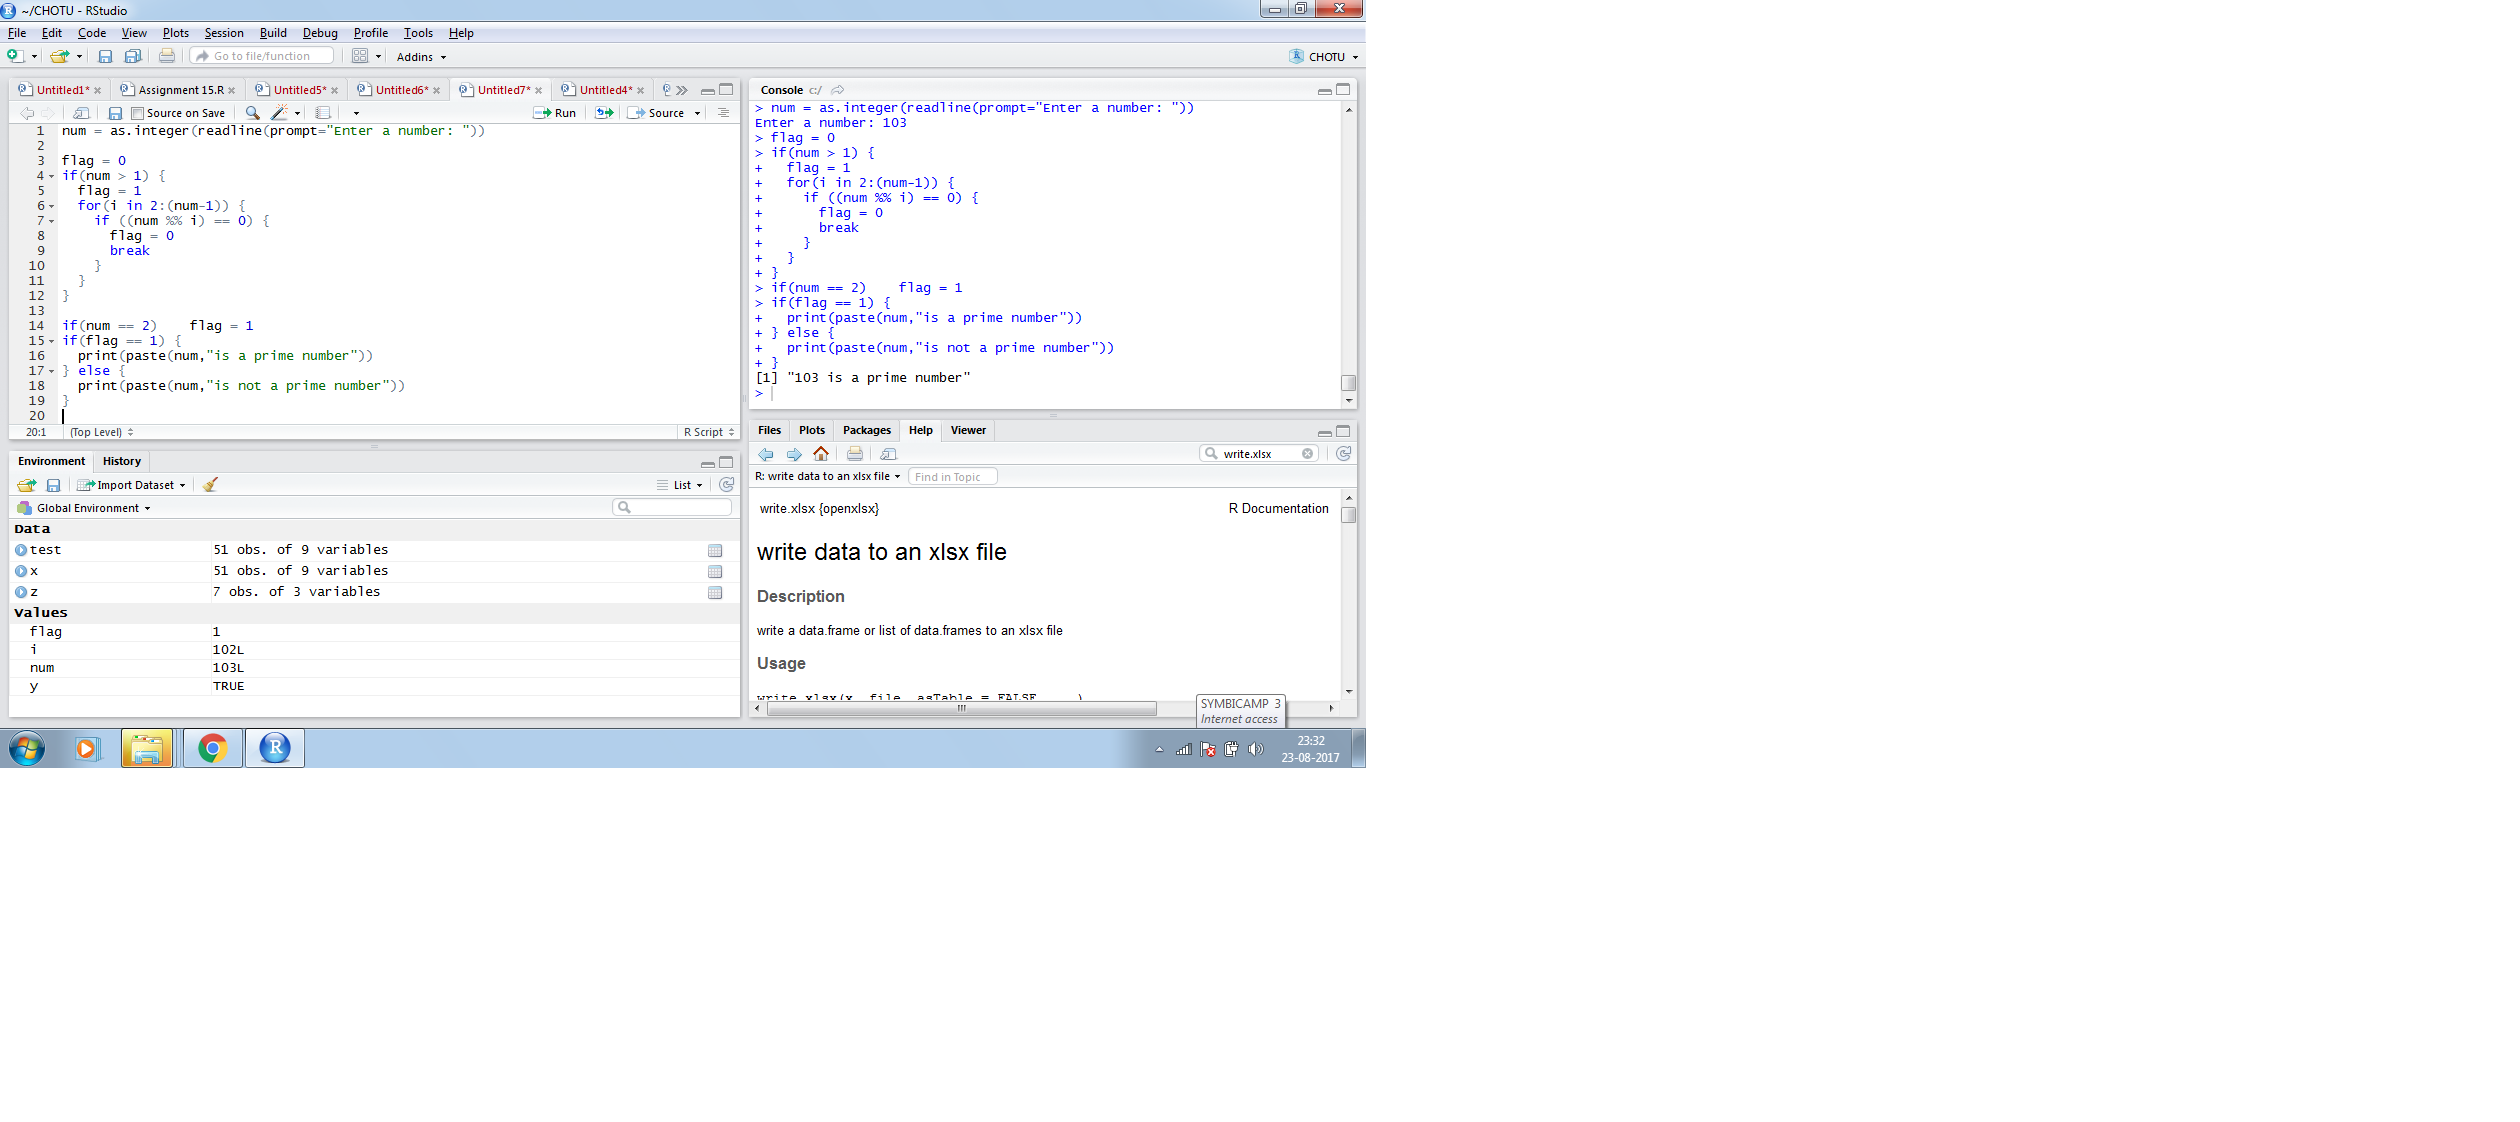 ~/CHOTU - RStudio
File Edit Code View Plots Session Build Debug Profile Tools Help
Go to file/function Addins CHOTU
Untitled1* Assignment 15.R Untitled5* Untitled6* Untitled7* Untitled4*
Source on Save Run Source
1 num = as.integer(readline(prompt="Enter a number: "))
2
3 flag = 0
4 if(num > 1) {
5 flag = 1
6 for(i in 2:(num-1)) {
7 if ((num %% i) == 0) {
8 flag = 0
9 break
10 }
11 }
12 }
13
14 if(num == 2)    flag = 1
15 if(flag == 1) {
16 print(paste(num,"is a prime number"))
17 } else {
18 print(paste(num,"is not a prime number"))
19 }
20
20:1 (Top Level) R Script
Environment History
Import Dataset List
Global Environment
Data
test 51 obs. of 9 variables
x 51 obs. of 9 variables
z 7 obs. of 3 variables
Values
flag 1
i 102L
num 103L
y TRUE
Console C:/
> num = as.integer(readline(prompt="Enter a number: "))
Enter a number: 103
> flag = 0
> if(num > 1) {
+   flag = 1
+   for(i in 2:(num-1)) {
+     if ((num %% i) == 0) {
+       flag = 0
+       break
+     }
+   }
+ }
> if(num == 2)    flag = 1
> if(flag == 1) {
+   print(paste(num,"is a prime number"))
+ } else {
+   print(paste(num,"is not a prime number"))
+ }
[1] "103 is a prime number"
>
Files Plots Packages Help Viewer
write.xlsx
R: write data to an xlsx file Find in Topic
write.xlsx {openxlsx} R Documentation
write data to an xlsx file
Description
write a data.frame or list of data.frames to an xlsx file
Usage
write.xlsx(x, file, asTable = FALSE, ...)
SYMBICAMP 3
Internet access
23:32
23-08-2017